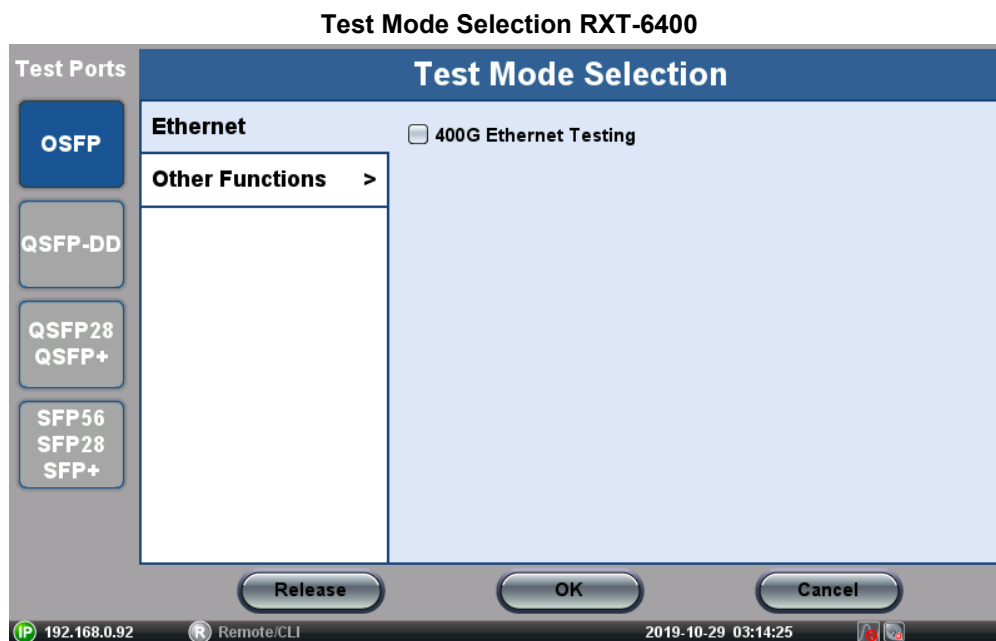 Test Mode Selection RXT-6400
Test Ports
Test Mode Selection
OSFP
QSFP-DD
QSFP28
QSFP+
SFP56
SFP28
SFP+
Ethernet
Other Functions >
400G Ethernet Testing
Release
OK
Cancel
IP 192.168.0.92
R Remote/CLI
2019-10-29 03:14:25